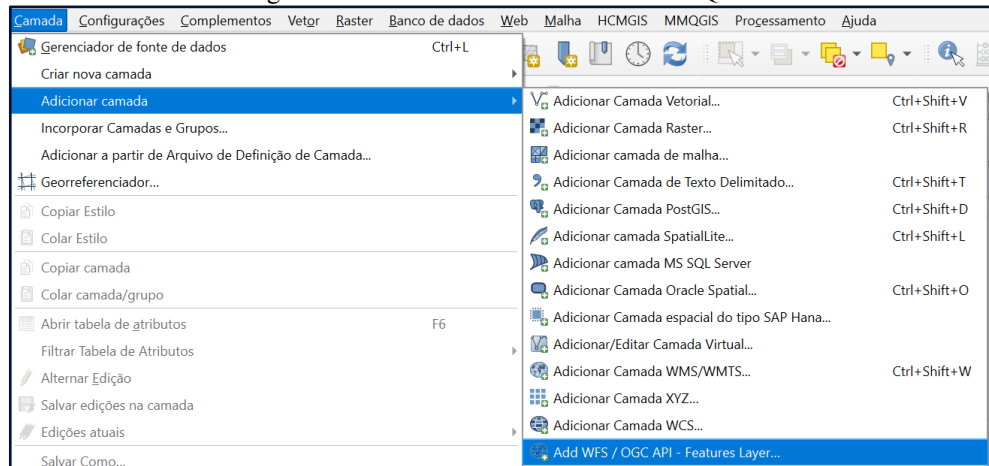 Camada Configurações Complementos Vetor Raster Banco de dados Web Malha HCMGIS MMQGIS Processamento Ajuda
Gerenciador de fonte de dados Ctrl+L
Criar nova camada
Adicionar camada
Incorporar Camadas e Grupos...
Adicionar a partir de Arquivo de Definição de Camada...
Georreferenciador...
Copiar Estilo
Colar Estilo
Copiar camada
Colar camada/grupo
Abrir tabela de atributos F6
Filtrar Tabela de Atributos
Alternar Edição
Salvar edições na camada
Edições atuais
Salvar Como...
Adicionar Camada Vetorial... Ctrl+Shift+V
Adicionar Camada Raster... Ctrl+Shift+R
Adicionar camada de malha...
Adicionar Camada de Texto Delimitado... Ctrl+Shift+T
Adicionar Camada PostGIS... Ctrl+Shift+D
Adicionar camada SpatiaLite... Ctrl+Shift+L
Adicionar camada MS SQL Server
Adicionar Camada Oracle Spatial... Ctrl+Shift+O
Adicionar Camada espacial do tipo SAP Hana...
Adicionar/Editar Camada Virtual...
Adicionar Camada WMS/WMTS... Ctrl+Shift+W
Adicionar Camada XYZ...
Adicionar Camada WCS...
Add WFS / OGC API - Features Layer...